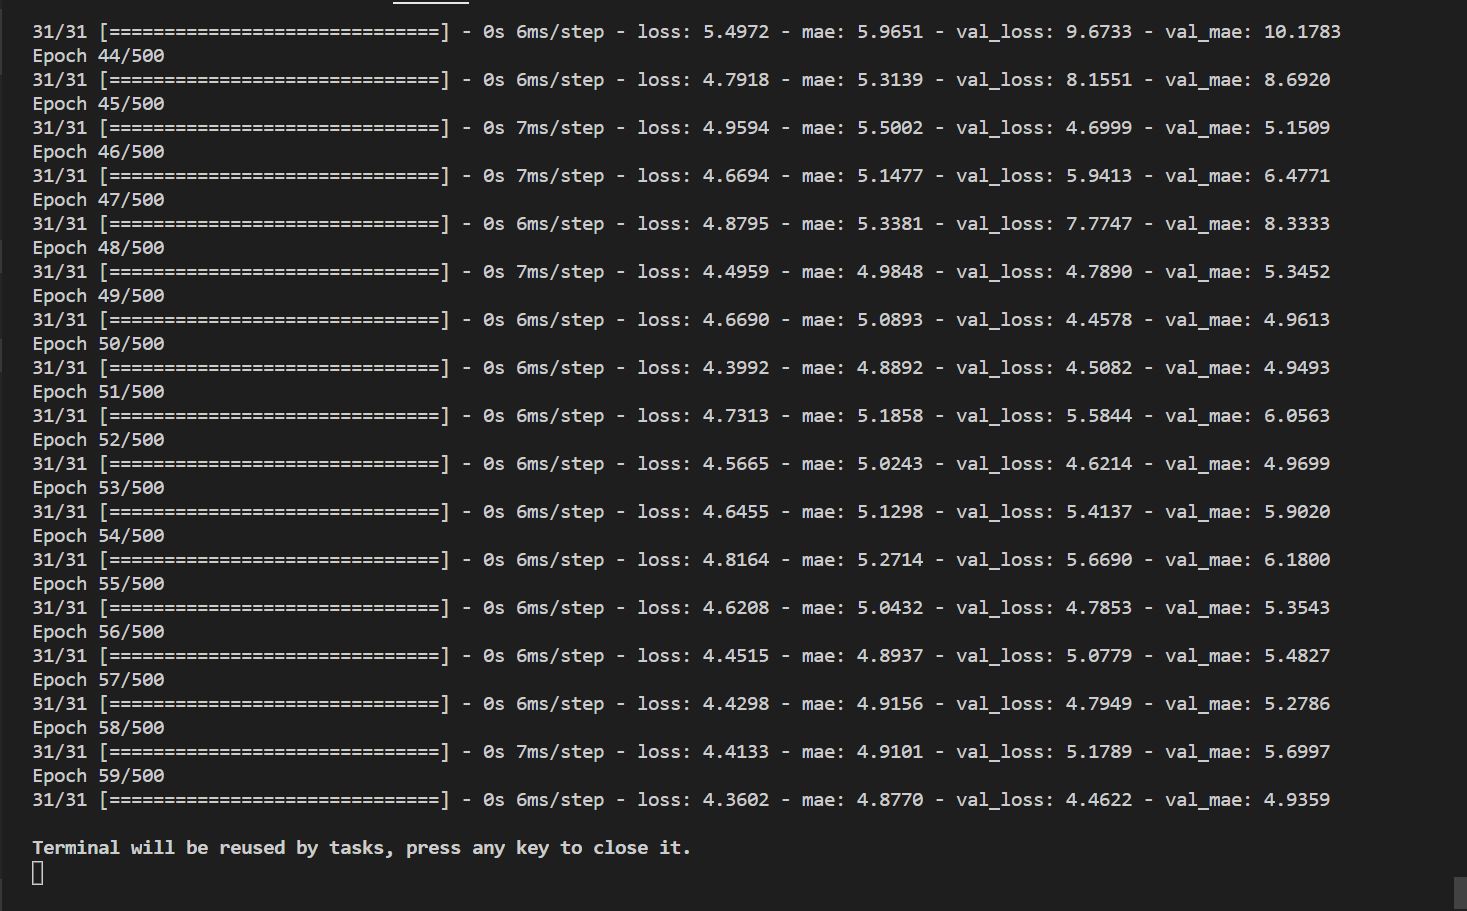 31/31 [==============================] - 0s 6ms/step - loss: 5.4972 - mae: 5.9651 - val_loss: 9.6733 - val_mae: 10.1783
Epoch 44/500
31/31 [==============================] - 0s 6ms/step - loss: 4.7918 - mae: 5.3139 - val_loss: 8.1551 - val_mae: 8.6920
Epoch 45/500
31/31 [==============================] - 0s 7ms/step - loss: 4.9594 - mae: 5.5002 - val_loss: 4.6999 - val_mae: 5.1509
Epoch 46/500
31/31 [==============================] - 0s 7ms/step - loss: 4.6694 - mae: 5.1477 - val_loss: 5.9413 - val_mae: 6.4771
Epoch 47/500
31/31 [==============================] - 0s 6ms/step - loss: 4.8795 - mae: 5.3381 - val_loss: 7.7747 - val_mae: 8.3333
Epoch 48/500
31/31 [==============================] - 0s 7ms/step - loss: 4.4959 - mae: 4.9848 - val_loss: 4.7890 - val_mae: 5.3452
Epoch 49/500
31/31 [==============================] - 0s 6ms/step - loss: 4.6690 - mae: 5.0893 - val_loss: 4.4578 - val_mae: 4.9613
Epoch 50/500
31/31 [==============================] - 0s 6ms/step - loss: 4.3992 - mae: 4.8892 - val_loss: 4.5082 - val_mae: 4.9493
Epoch 51/500
31/31 [==============================] - 0s 6ms/step - loss: 4.7313 - mae: 5.1858 - val_loss: 5.5844 - val_mae: 6.0563
Epoch 52/500
31/31 [==============================] - 0s 6ms/step - loss: 4.5665 - mae: 5.0243 - val_loss: 4.6214 - val_mae: 4.9699
Epoch 53/500
31/31 [==============================] - 0s 6ms/step - loss: 4.6455 - mae: 5.1298 - val_loss: 5.4137 - val_mae: 5.9020
Epoch 54/500
31/31 [==============================] - 0s 6ms/step - loss: 4.8164 - mae: 5.2714 - val_loss: 5.6690 - val_mae: 6.1800
Epoch 55/500
31/31 [==============================] - 0s 6ms/step - loss: 4.6208 - mae: 5.0432 - val_loss: 4.7853 - val_mae: 5.3543
Epoch 56/500
31/31 [==============================] - 0s 6ms/step - loss: 4.4515 - mae: 4.8937 - val_loss: 5.0779 - val_mae: 5.4827
Epoch 57/500
31/31 [==============================] - 0s 6ms/step - loss: 4.4298 - mae: 4.9156 - val_loss: 4.7949 - val_mae: 5.2786
Epoch 58/500
31/31 [==============================] - 0s 7ms/step - loss: 4.4133 - mae: 4.9101 - val_loss: 5.1789 - val_mae: 5.6997
Epoch 59/500
31/31 [==============================] - 0s 6ms/step - loss: 4.3602 - mae: 4.8770 - val_loss: 4.4622 - val_mae: 4.9359
Terminal will be reused by tasks, press any key to close it.